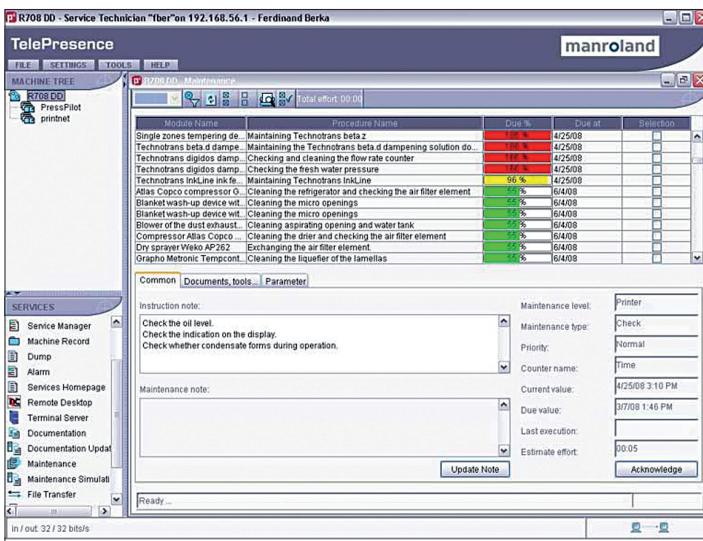 R708 DD - Service Technician "fber"on 192.168.56.1 - Ferdinand Berka
TelePresence
manroland
FILE SETTINGS TOOLS HELP
MACHINE TREE
R708 DD
PressPilot
printnet
R708 DD - Maintenance
Total effort: 00:00
Module Name Procedure Name Due % Due at Selection
Single zones tempering de... Maintaining Technotrans beta.z 4/25/08
Technotrans beta.d dampe... Maintaining the Technotrans beta.d dampening solution do... 4/25/08
Technotrans digidos damp... Checking and cleaning the flow rate counter 4/25/08
Technotrans digidos damp... Checking the fresh water pressure 4/25/08
Technotrans InkLine ink fe... Maintaining Technotrans InkLine 96 % 4/25/08
Atlas Copco compressor G... Cleaning the refrigerator and checking the air filter element 55 % 6/4/08
Blanket wash-up device wit... Cleaning the micro openings 55 % 6/4/08
Blanket wash-up device wit... Cleaning the micro openings 55 % 6/4/08
Blower of the dust exhaust... Cleaning aspirating opening and water tank 55 % 6/4/08
Compressor Atlas Copco ... Cleaning the drier and checking the air filter element 55 % 6/4/08
Dry sprayer Weko AP262 Exchanging the air filter element. 55 % 6/4/08
Grapho Metronic Tempcont... Cleaning the liquefier of the lamellas 55 % 6/4/08
Common Documents, tools... Parameter
Instruction note:
Check the oil level.
Check the indication on the display.
Check whether condensate forms during operation.
Maintenance note:
Update Note
Maintenance level: Printer
Maintenance type: Check
Priority: Normal
Counter name: Time
Current value: 4/25/08 3:10 PM
Due value: 3/7/08 1:46 PM
Last execution:
Estimate effort: 00:05
Acknowledge
SERVICES
Service Manager
Machine Record
Dump
Alarm
Services Homepage
Remote Desktop
Terminal Server
Documentation
Documentation Updat
Maintenance
Maintenance Simulati
File Transfer
Ready ...
in / out: 32 / 32 bits/s